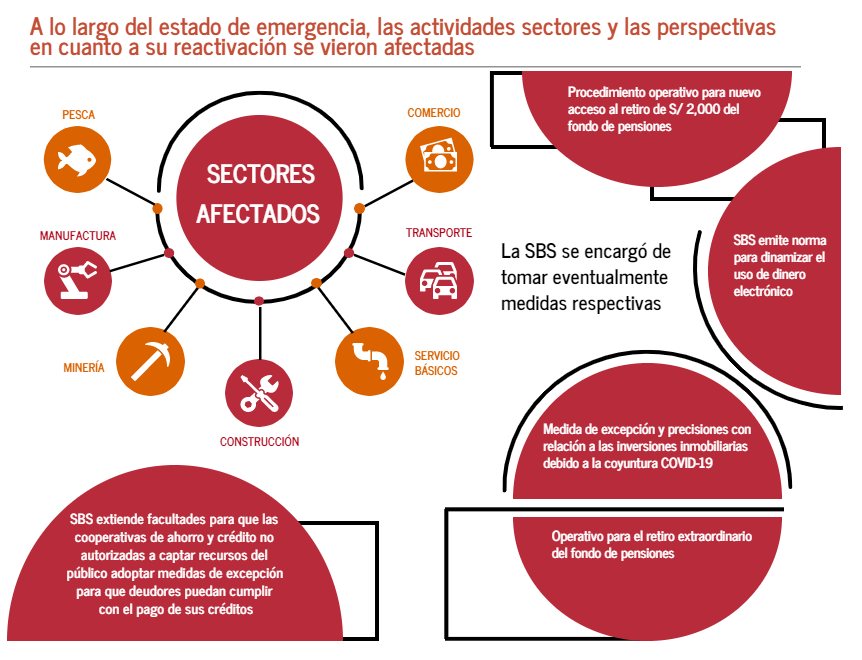 A lo largo del estado de emergencia, las actividades sectores y las perspectivas
en cuanto a su reactivación se vieron afectadas
PESCA
COMERCIO
SECTORES
AFECTADOS
MANUFACTURA
TRANSPORTE
MINERÍA
SERVICIO
BÁSICOS
CONSTRUCCIÓN
Procedimiento operativo para nuevo
acceso al retiro de S/ 2,000 del
fondo de pensiones
La SBS se encargó de
tomar eventualmente
medidas respectivas
SBS emite norma
para dinamizar el
uso de dinero
electrónico
Medida de excepción y precisiones con
relación a las inversiones inmobiliarias
debido a la coyuntura COVID-19
Operativo para el retiro extraordinario
del fondo de pensiones
SBS extiende facultades para que las
cooperativas de ahorro y crédito no
autorizadas a captar recursos del
público adoptar medidas de excepción
para que deudores puedan cumplir
con el pago de sus créditos